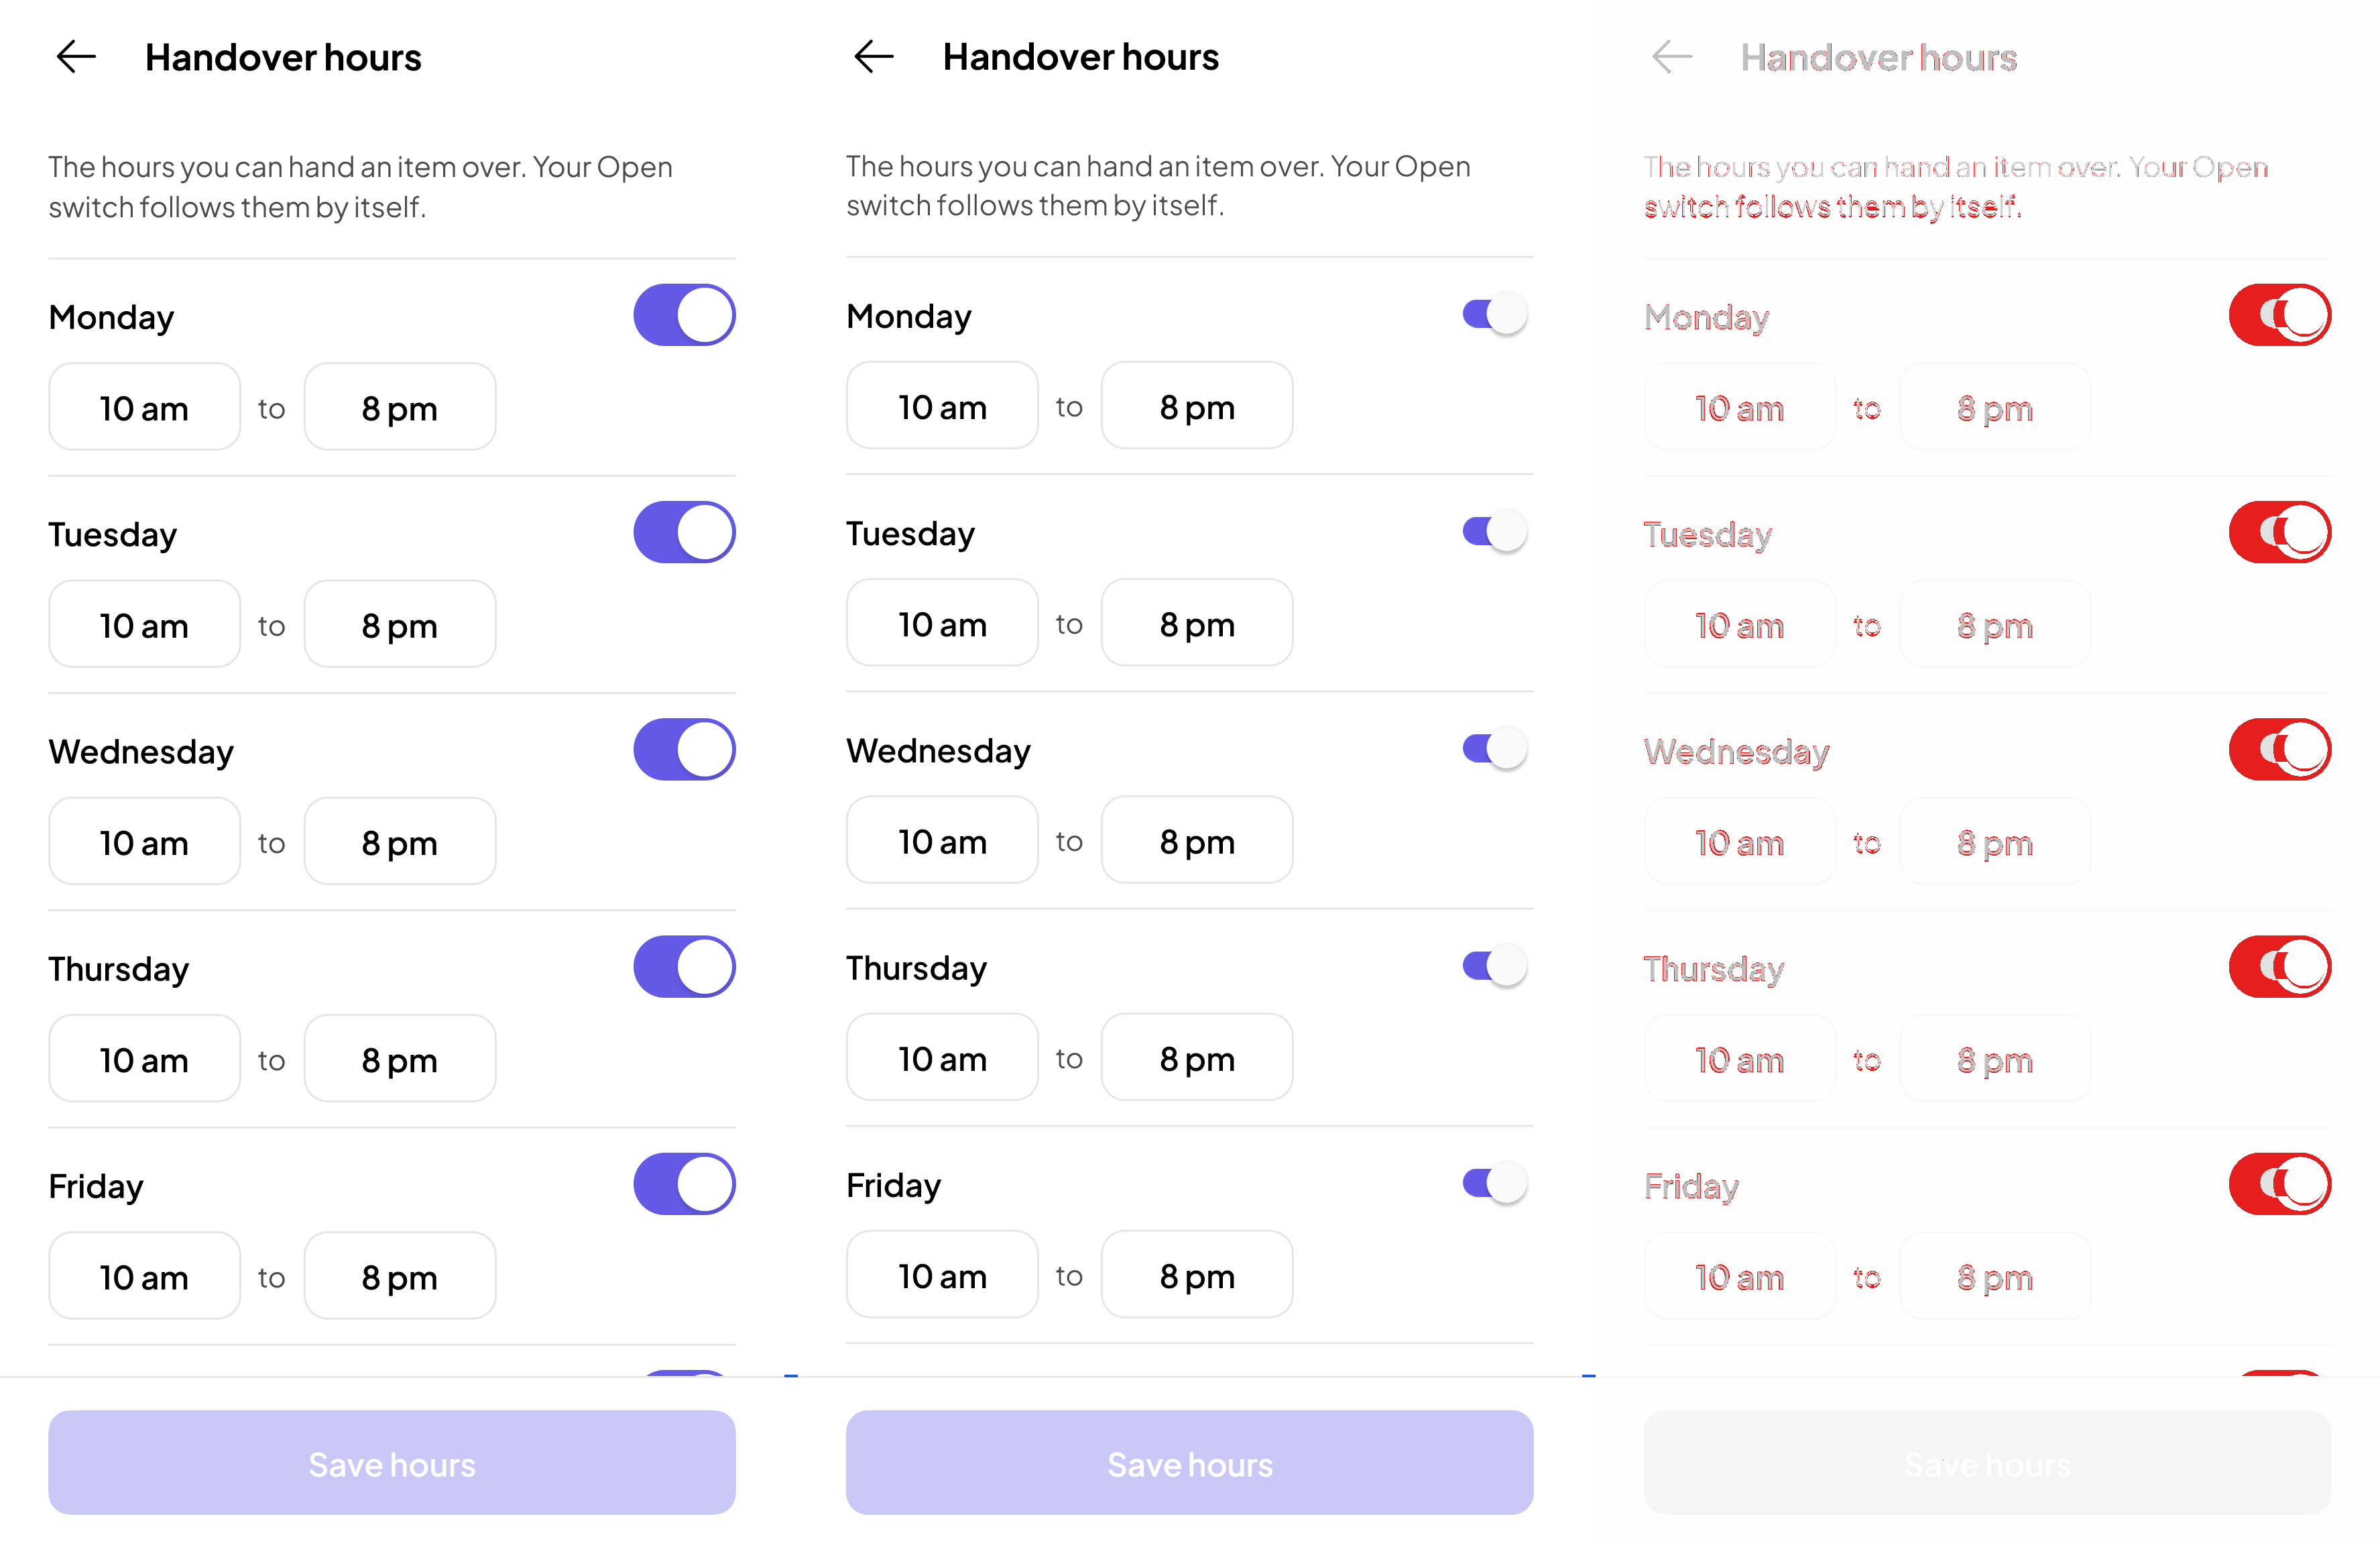 Handover hours
The hours you can hand an item over. Your Open
switch follows them by itself.
Monday
10 am to 8 pm
Tuesday
10 am to 8 pm
Wednesday
10 am to 8 pm
Thursday
10 am to 8 pm
Friday
10 am to 8 pm
Save hours
Handover hours
The hours you can hand an item over. Your Open
switch follows them by itself.
Monday
10 am to 8 pm
Tuesday
10 am to 8 pm
Wednesday
10 am to 8 pm
Thursday
10 am to 8 pm
Friday
10 am to 8 pm
Save hours
Handover hours
The hours you can hand an item over. Your Open
switch follows them by itself.
Monday
10 am to 8 pm
Tuesday
10 am to 8 pm
Wednesday
10 am to 8 pm
Thursday
10 am to 8 pm
Friday
10 am to 8 pm
Save hours